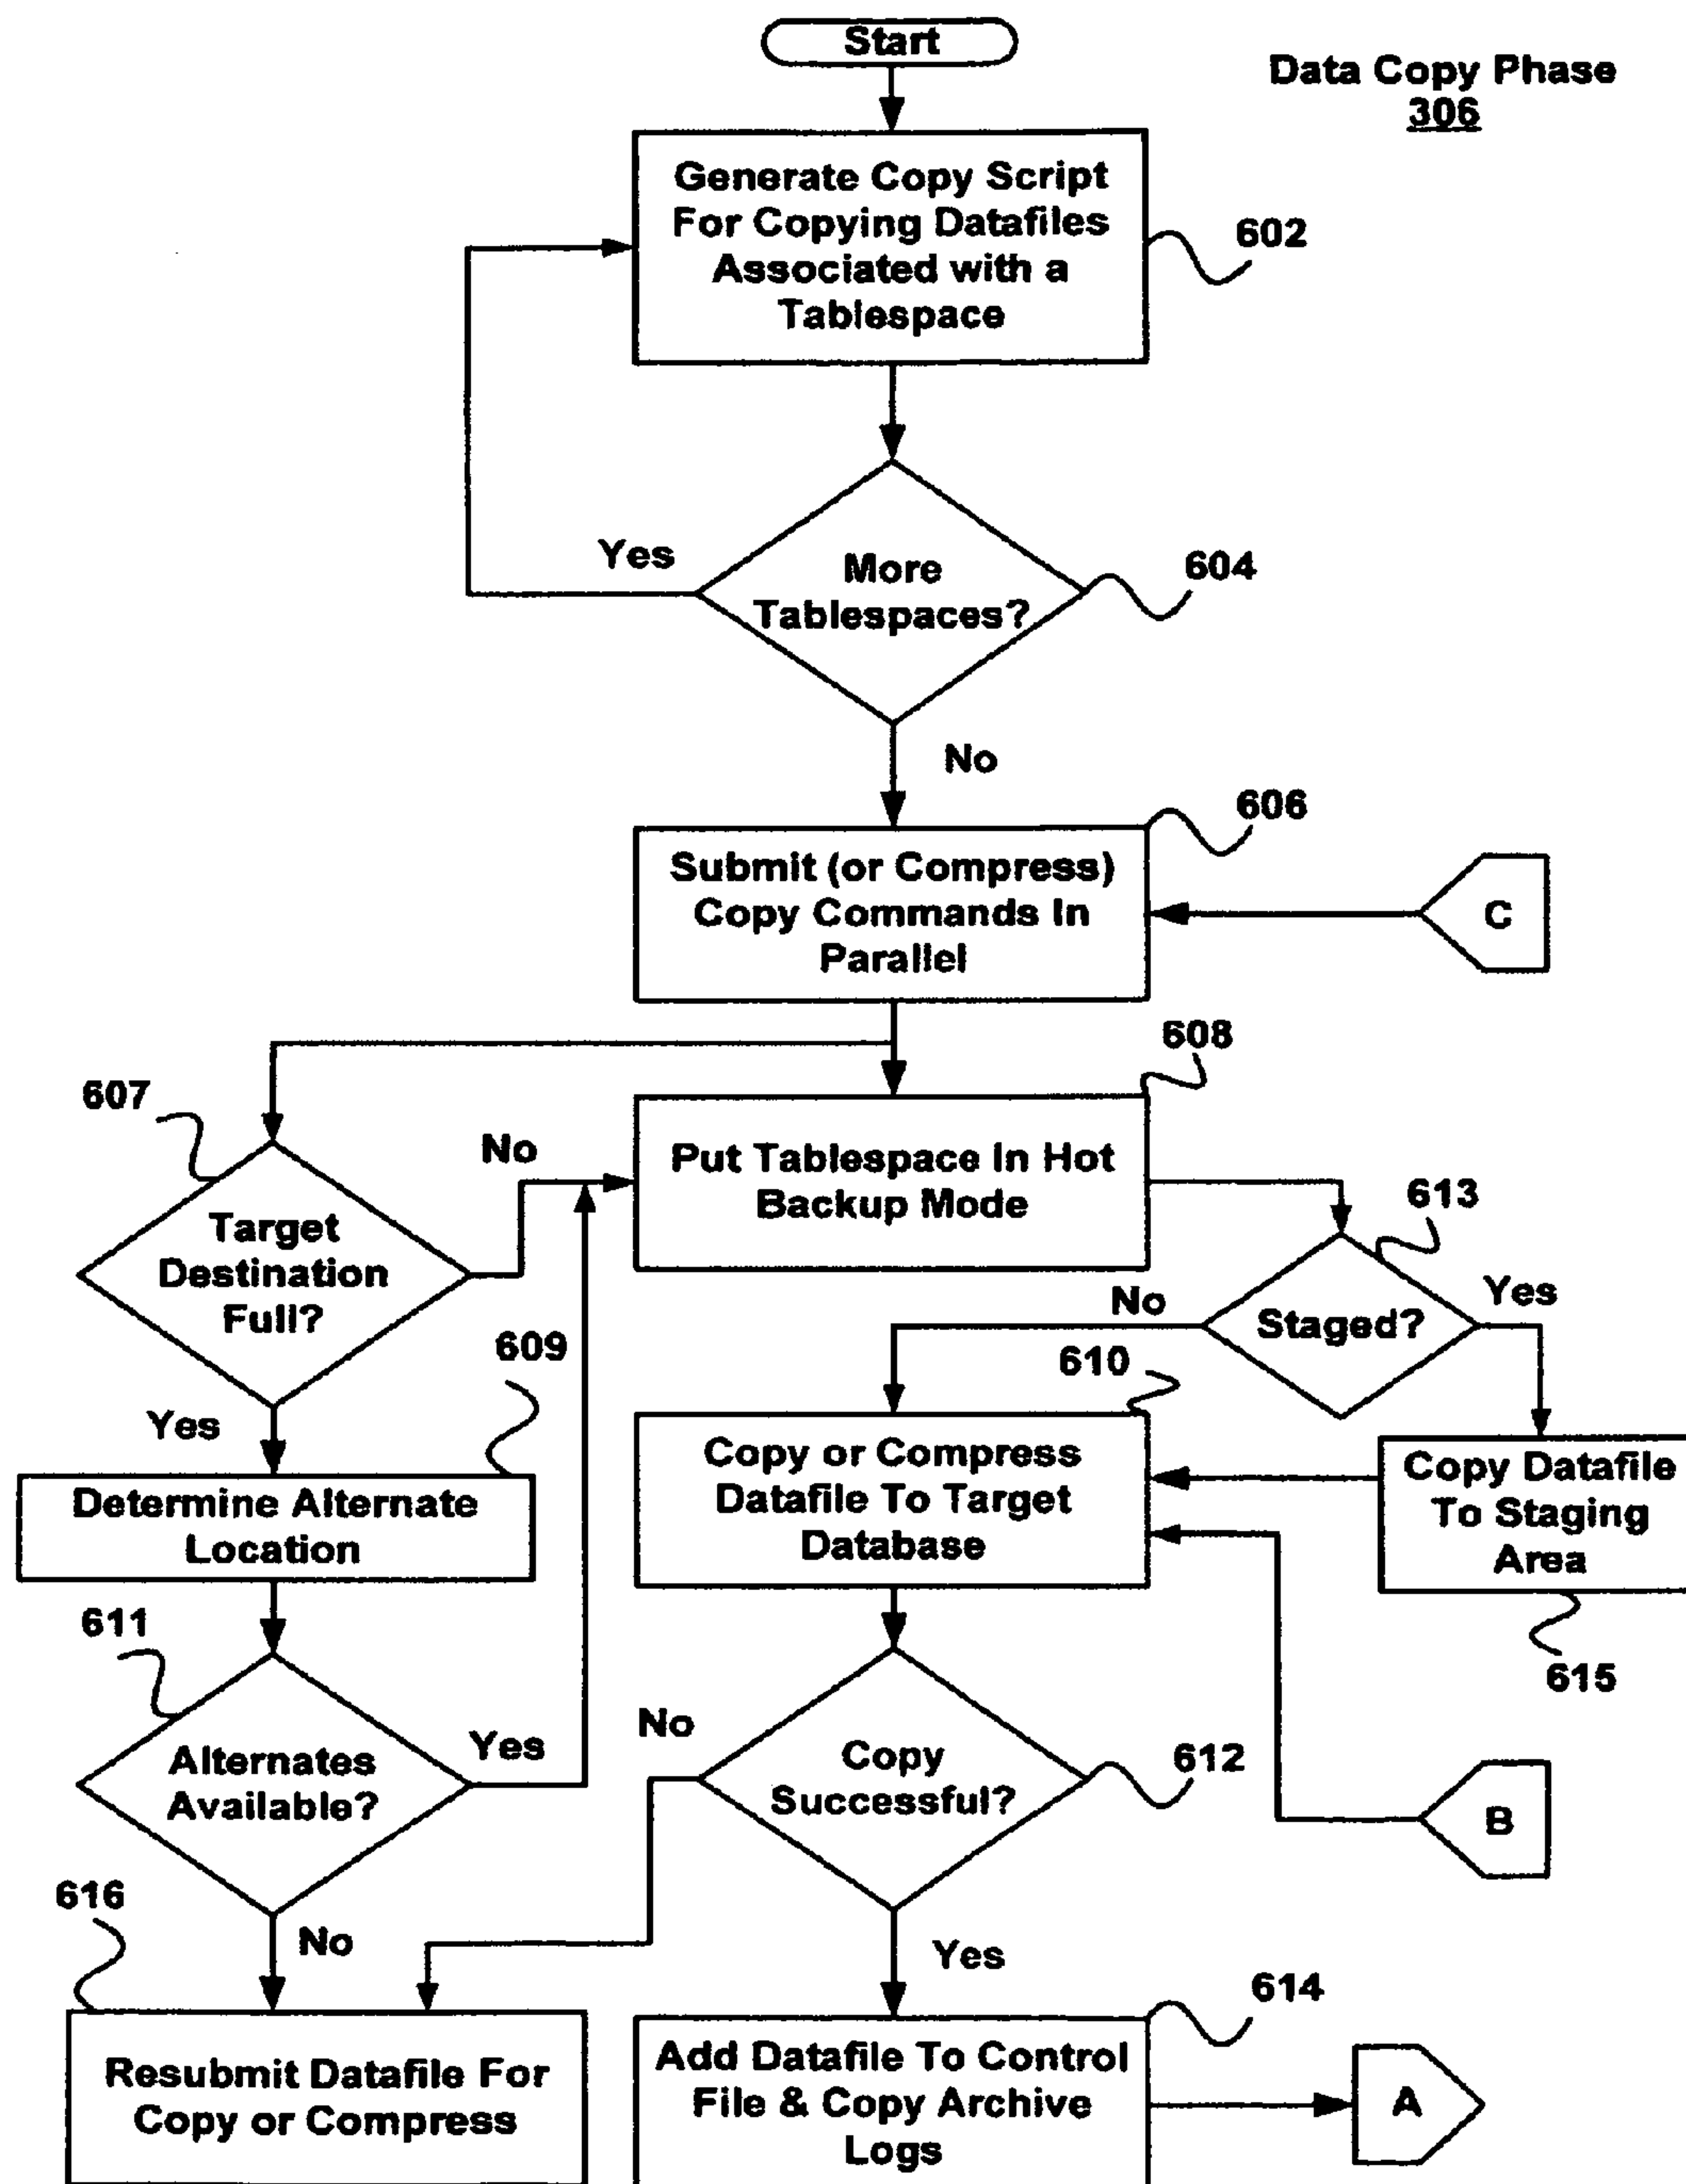 Start
Data Copy Phase
306
Generate Copy Script
For Copying Datafiles
Associated with a
Tablespace
602
Yes
More
Tablespaces?
604
No
606
Submit (or Compress)
Copy Commands In
Parallel
C
608
607
No
Put Tablespace In Hot
Backup Mode
613
Target
Destination
Full?
No
Staged?
Yes
609
610
Yes
Determine Alternate
Location
Copy or Compress
Datafile To Target
Database
Copy Datafile
To Staging
Area
611
615
Alternates
Available?
Yes
No
Copy
Successful?
612
B
616
No
Yes
614
Resubmit Datafile For
Copy or Compress
Add Datafile To Control
File & Copy Archive
Logs
A